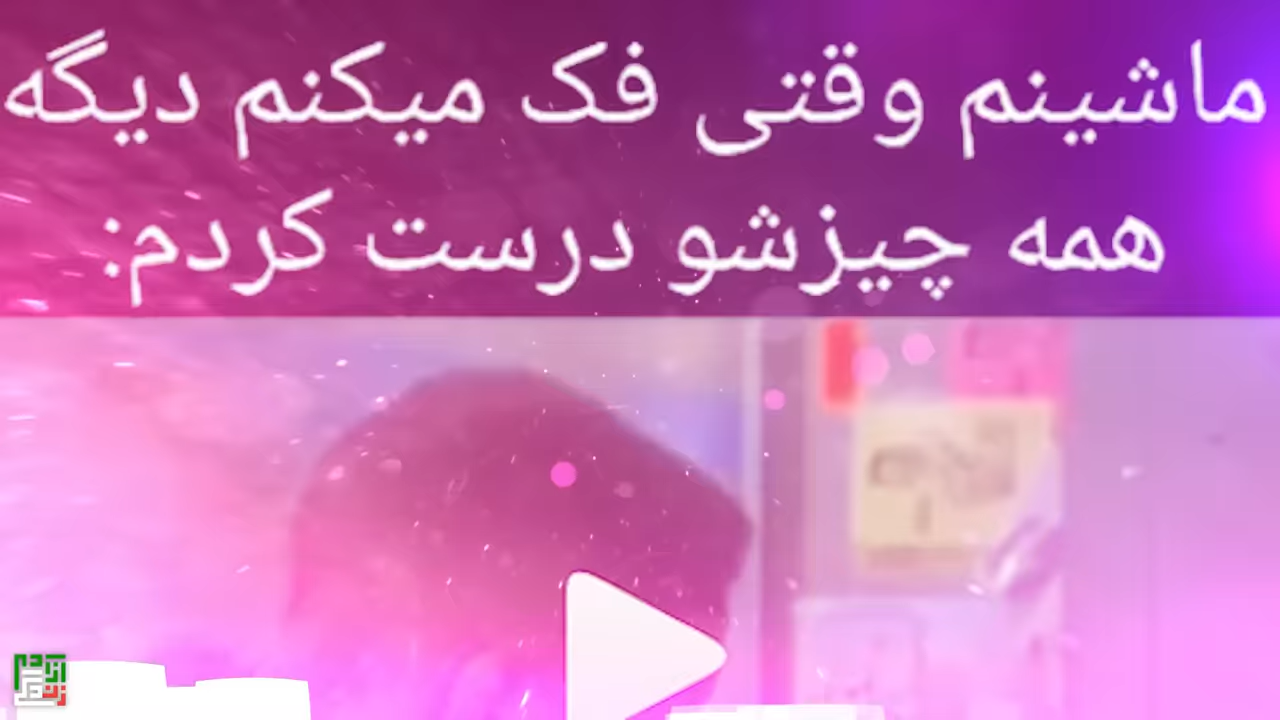 ماشینم وقتی فک میکنم دیگه
همه چیزشو درست کردم: